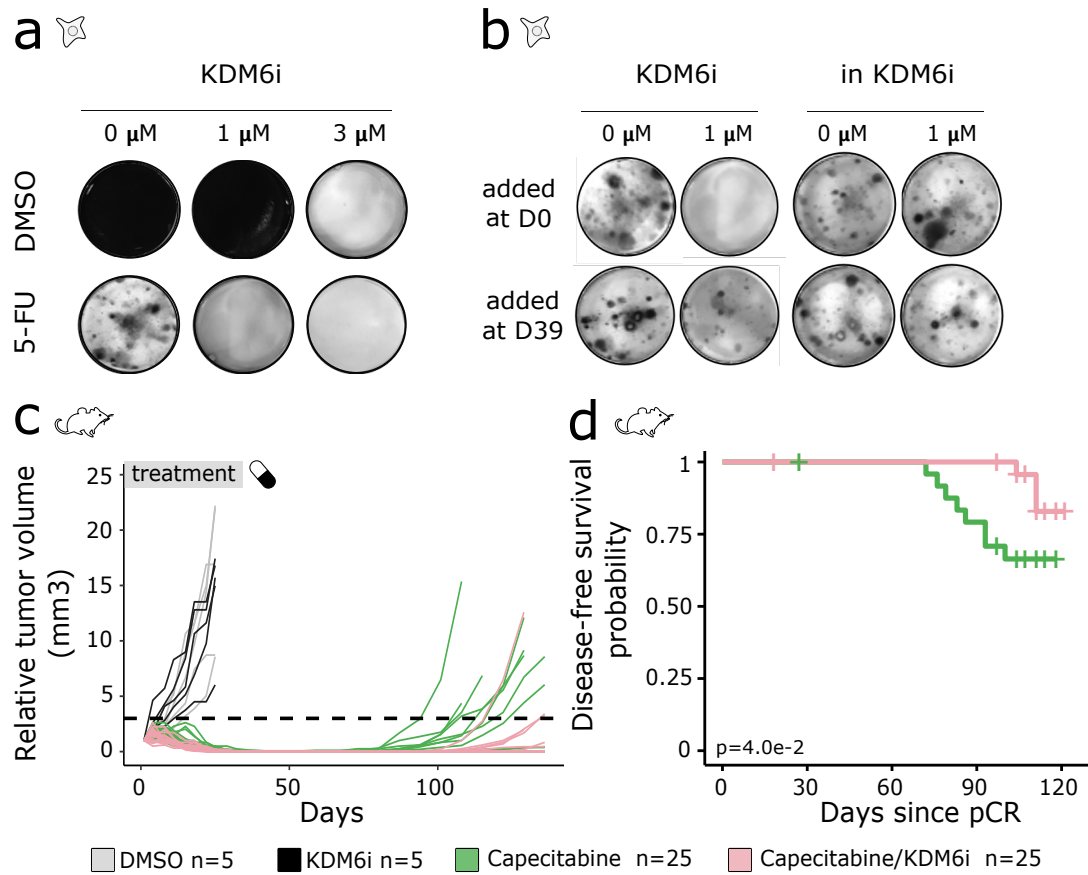 a
KDM6i
0 μM 1 μM 3 μM
DMSO
5-FU
b
KDM6i in KDM6i
0 μM 1 μM 0 μM 1 μM
added
at D0
added
at D39
c
Relative tumor volume
(mm3)
treatment
25
20
15
10
5
0
0 50 100
Days
d
Disease-free survival
probability
1
0.75
0.50
0.25
0
p=4.0e-2
0 30 60 90 120
Days since pCR
DMSO n=5 KDM6i n=5 Capecitabine n=25 Capecitabine/KDM6i n=25